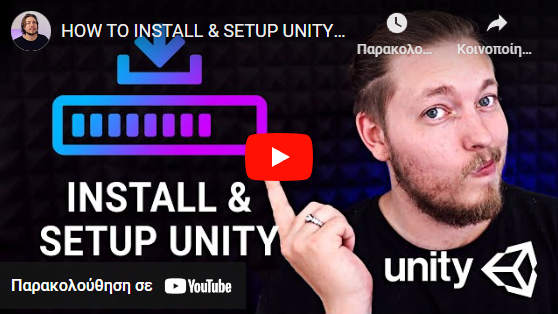 HOW TO INSTALL & SETUP UNITY...
Παρακολο...
Κοινοποίη...
INSTALL &
SETUP UNITY
unity
Παρακολούθηση σε YouTube